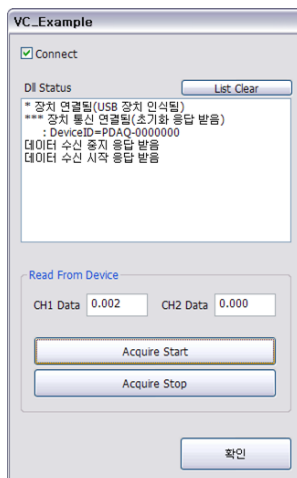 VC_Example
Connect
Dll Status
List Clear
* 장치 연결됨(USB 장치 인식됨)
*** 장치 통신 연결됨(초기화 응답 받음)
: DeviceID=PDAQ-0000000
데이터 수신 중지 응답 받음
데이터 수신 시작 응답 받음
Read From Device
CH1 Data 0.002 CH2 Data 0.000
Acquire Start
Acquire Stop
확인